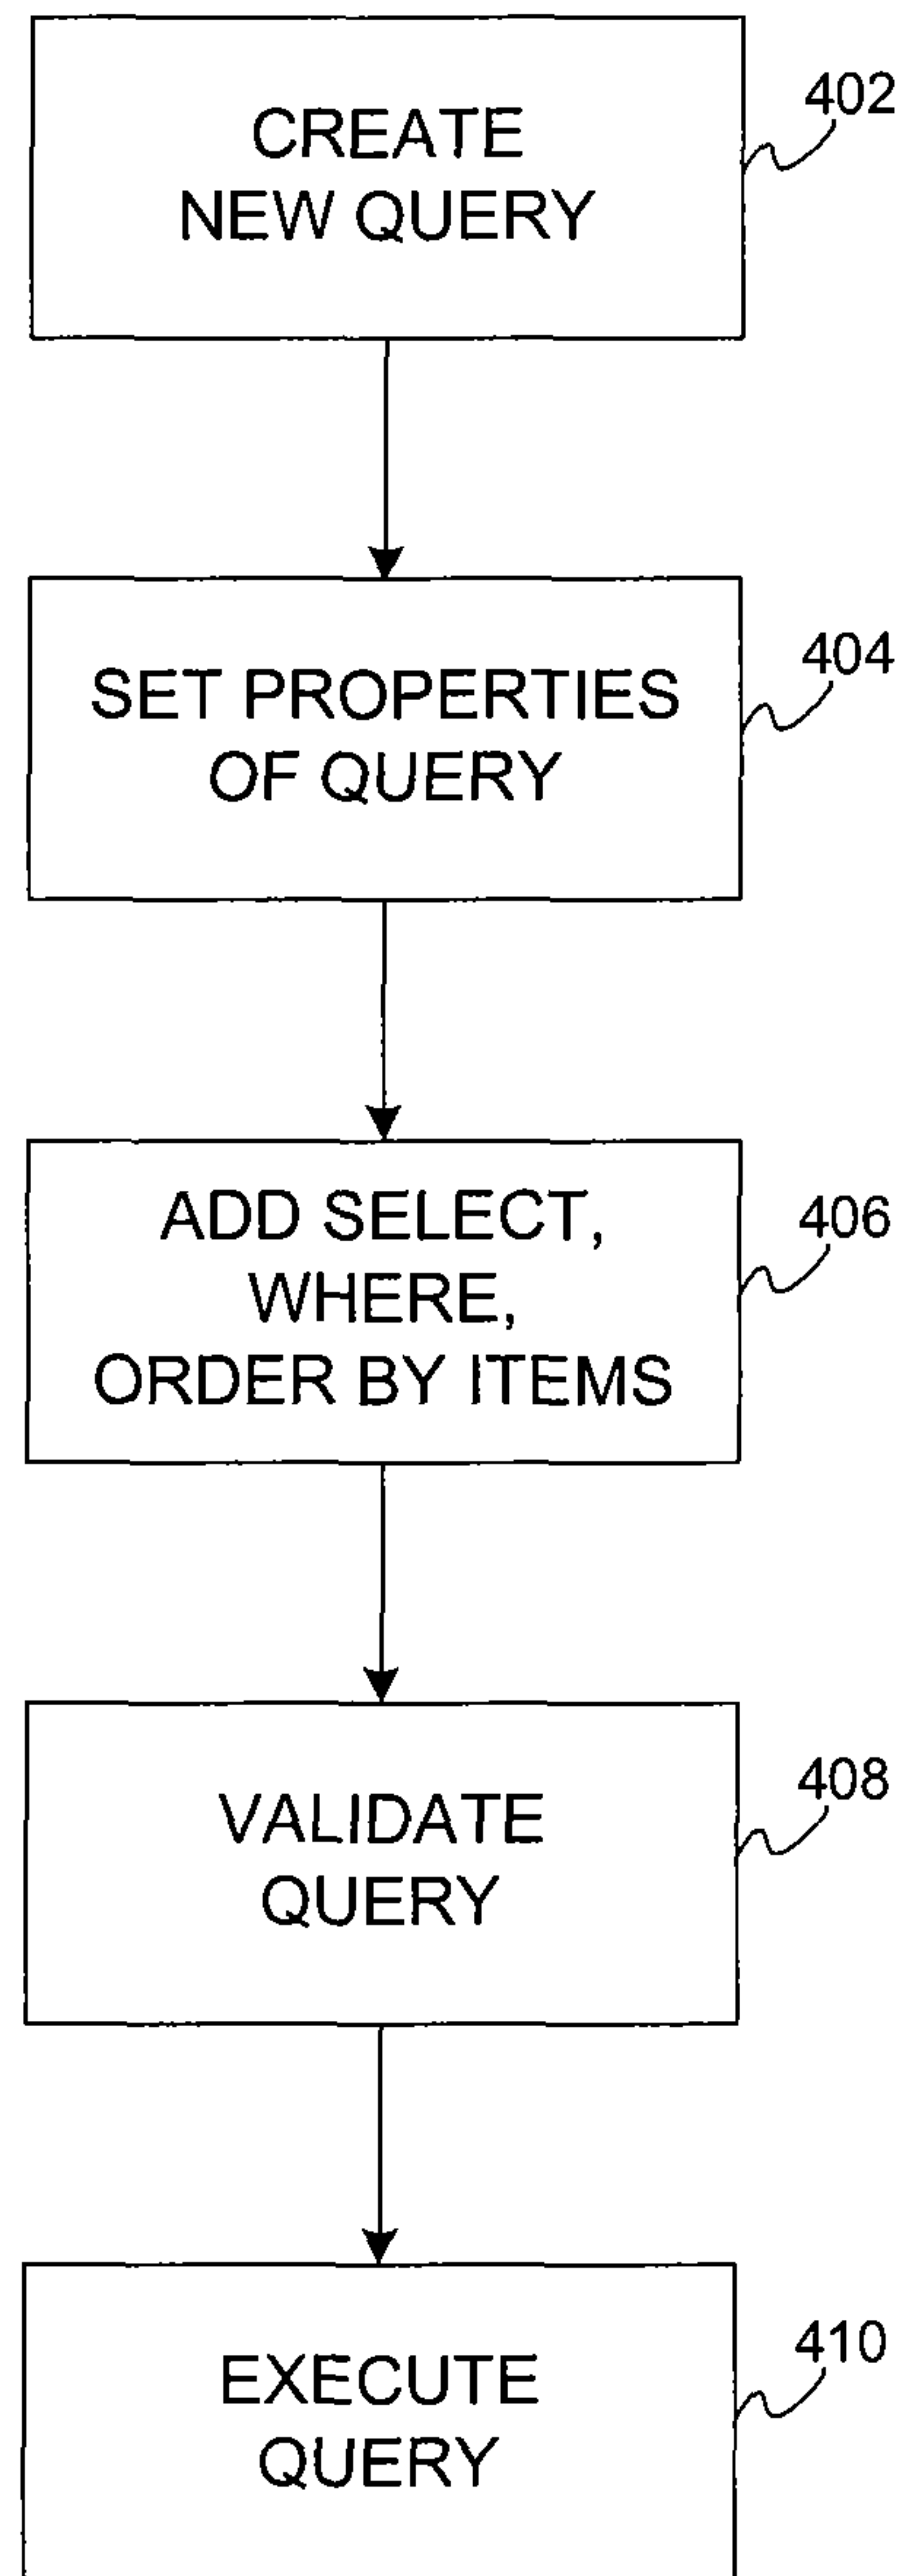 CREATE
NEW QUERY
402
SET PROPERTIES
OF QUERY
404
ADD SELECT,
WHERE,
ORDER BY ITEMS
406
VALIDATE
QUERY
408
EXECUTE
QUERY
410